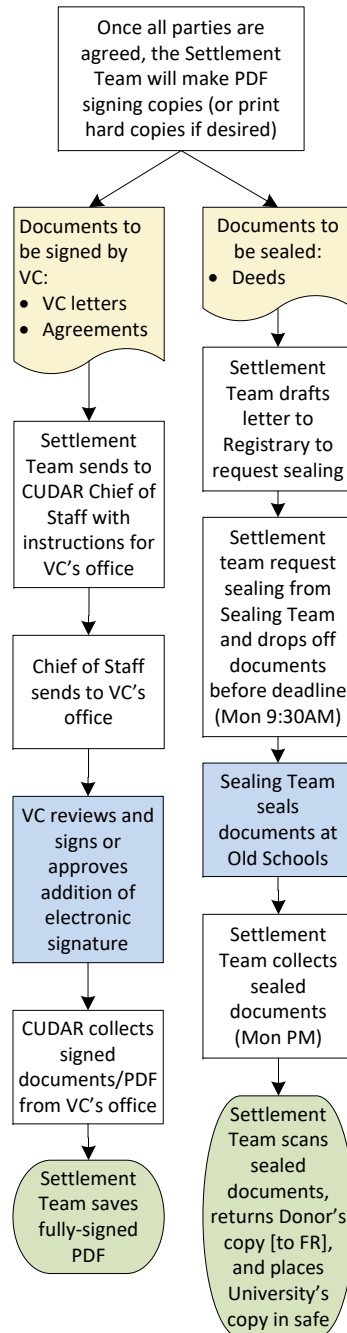 Once all parties are
agreed, the Settlement
Team will make PDF
signing copies (or print
hard copies if desired)
Documents to
be signed by
VC:
• VC letters
• Agreements
Settlement
Team sends to
CUDAR Chief of
Staff with
instructions for
VC's office
Chief of Staff
sends to VC's
office
VC reviews and
signs or
approves
addition of
electronic
signature
CUDAR collects
signed
documents/PDF
from VC's office
Settlement
Team saves
fully-signed
PDF
Documents to
be sealed:
• Deeds
Settlement
Team drafts
letter to
Registrary to
request sealing
Settlement
team request
sealing from
Sealing Team
and drops off
documents
before deadline
(Mon 9:30AM)
Sealing Team
seals
documents at
Old Schools
Settlement
Team collects
sealed
documents
(Mon PM)
Settlement
Team scans
sealed
documents,
returns Donor's
copy [to FR],
and places
University's
copy in safe